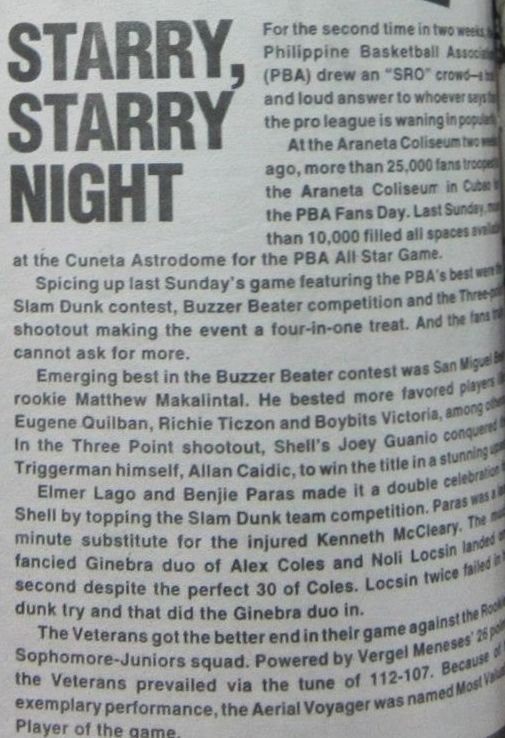 STARRY,
STARRY
NIGHT
For the second time in two weeks,
Philippine Basketball
(PBA) drew an "SRO" crowd—a
and loud answer to whoever says
the pro league is waning in
At the Araneta Coliseum two
ago, more than 25,000 fans trooped
the Araneta Coliseum in Cubao
the PBA Fans Day. Last Sunday,
than 10,000 filled all spaces
at the Cuneta Astrodome for the PBA All Star Game.
Spicing up last Sunday's game featuring the PBA's best were
Slam Dunk contest, Buzzer Beater competition and the
shootout making the event a four-in-one treat. And the fans
cannot ask for more.
Emerging best in the Buzzer Beater contest was San Miguel
rookie Matthew Makalintal. He bested more favored players
Eugene Quilban, Richie Ticzon and Boybits Victoria, among
In the Three Point shootout, Shell's Joey Guanio conquered
Triggerman himself, Allan Caidic, to win the title in a stunning
Elmer Lago and Benjie Paras made it a double celebration
Shell by topping the Slam Dunk team competition. Paras was a
minute substitute for the injured Kenneth McCleary. The
fancied Ginebra duo of Alex Coles and Noli Locsin landed
second despite the perfect 30 of Coles. Locsin twice failed in
dunk try and that did the Ginebra duo in.
The Veterans got the better end in their game against the
Sophomore-Juniors squad. Powered by Vergel Meneses' 26
the Veterans prevailed via the tune of 112-107. Because of
exemplary performance, the Aerial Voyager was named Most
Player of the game.